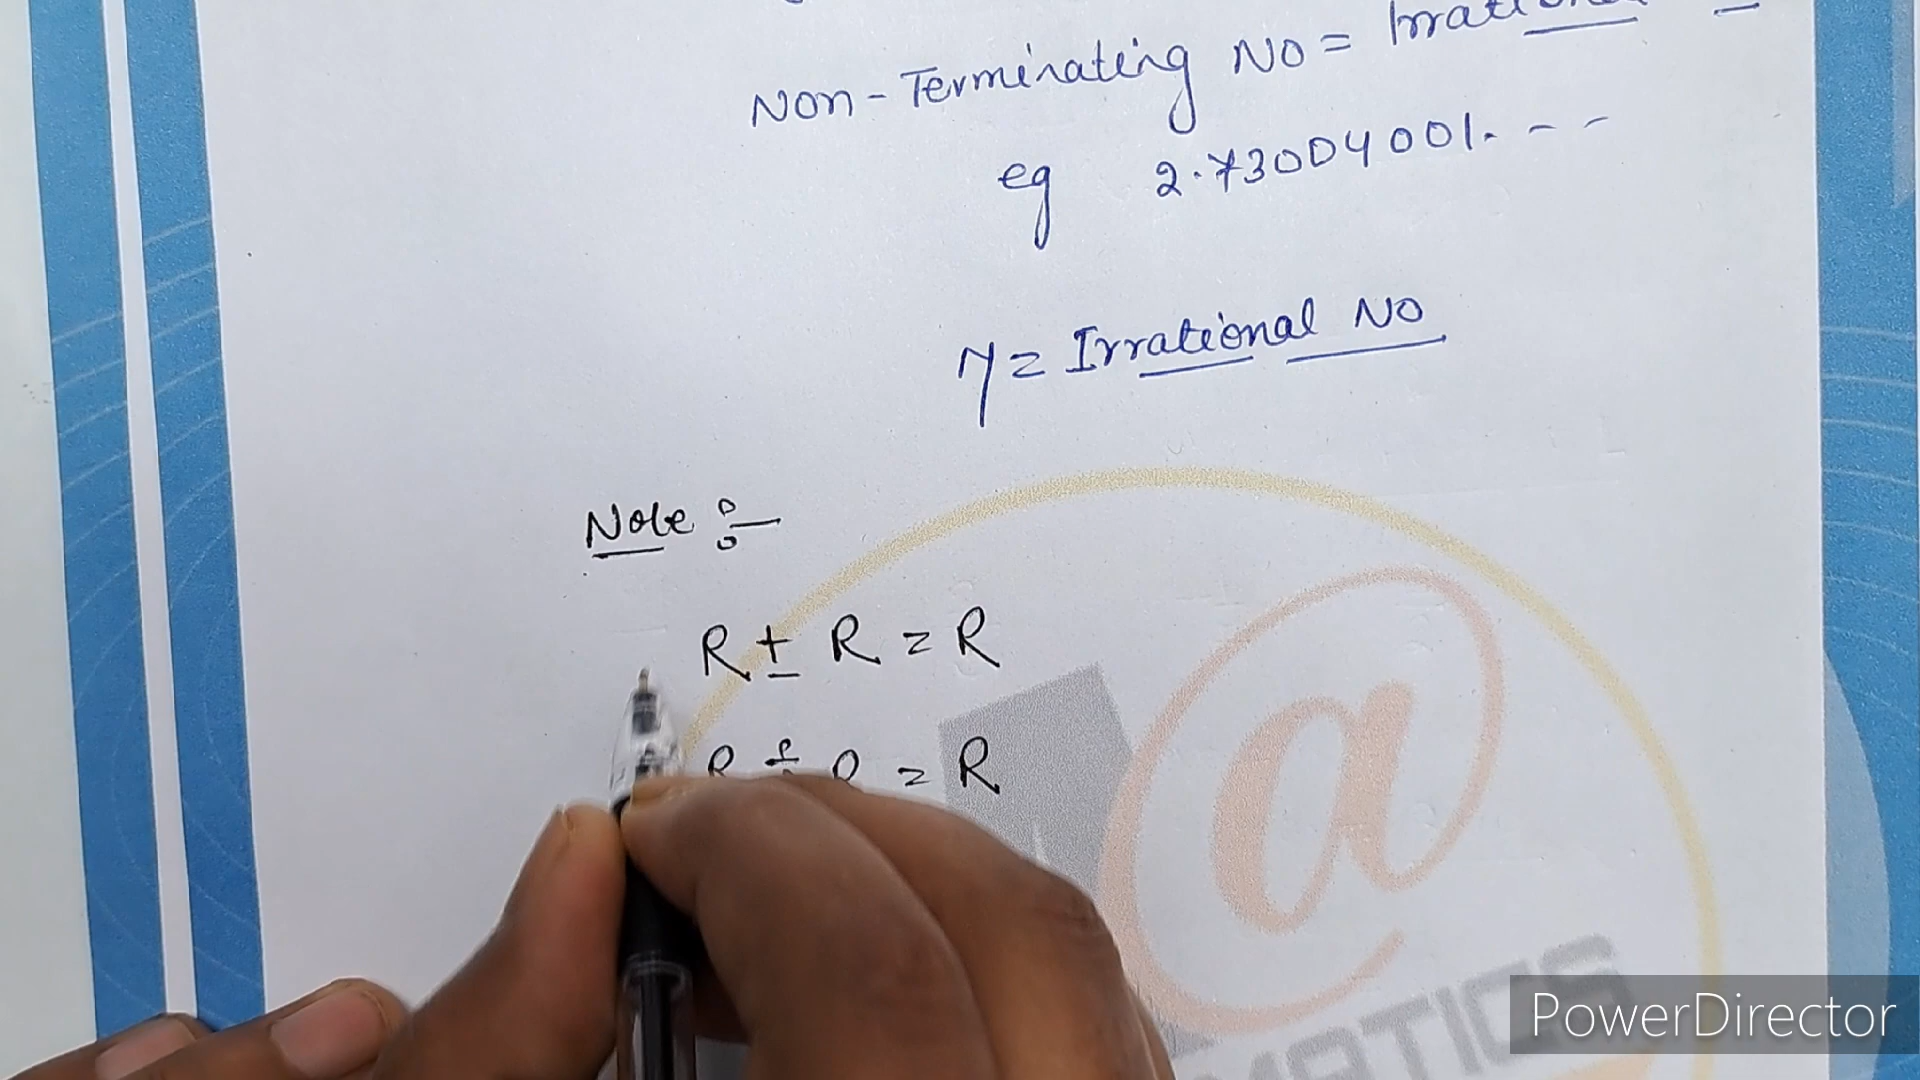 Non-Terminating No =
eg 2.73004001. - - -
η = Irrational No
Note :-
R ± R = R
R = R
PowerDirector